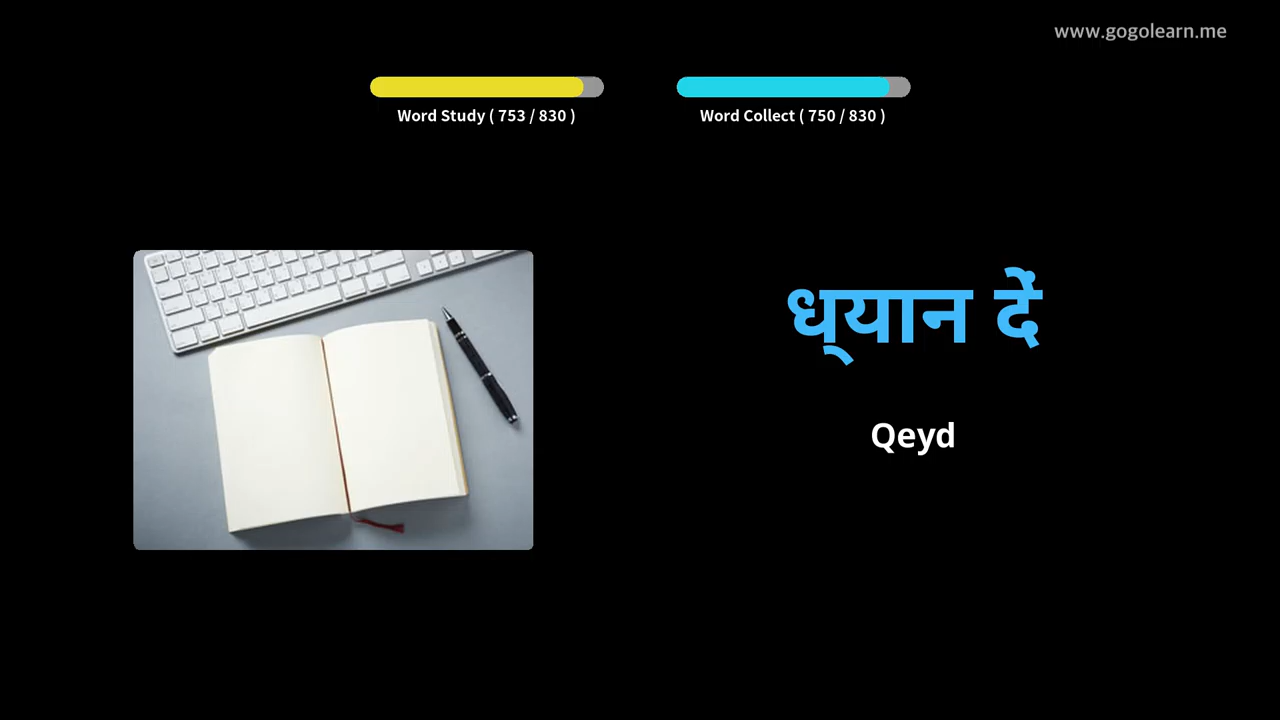 www.gogolearn.me
Word Study ( 753 / 830 )
Word Collect ( 750 / 830 )
ध्यान दें
Qeyd